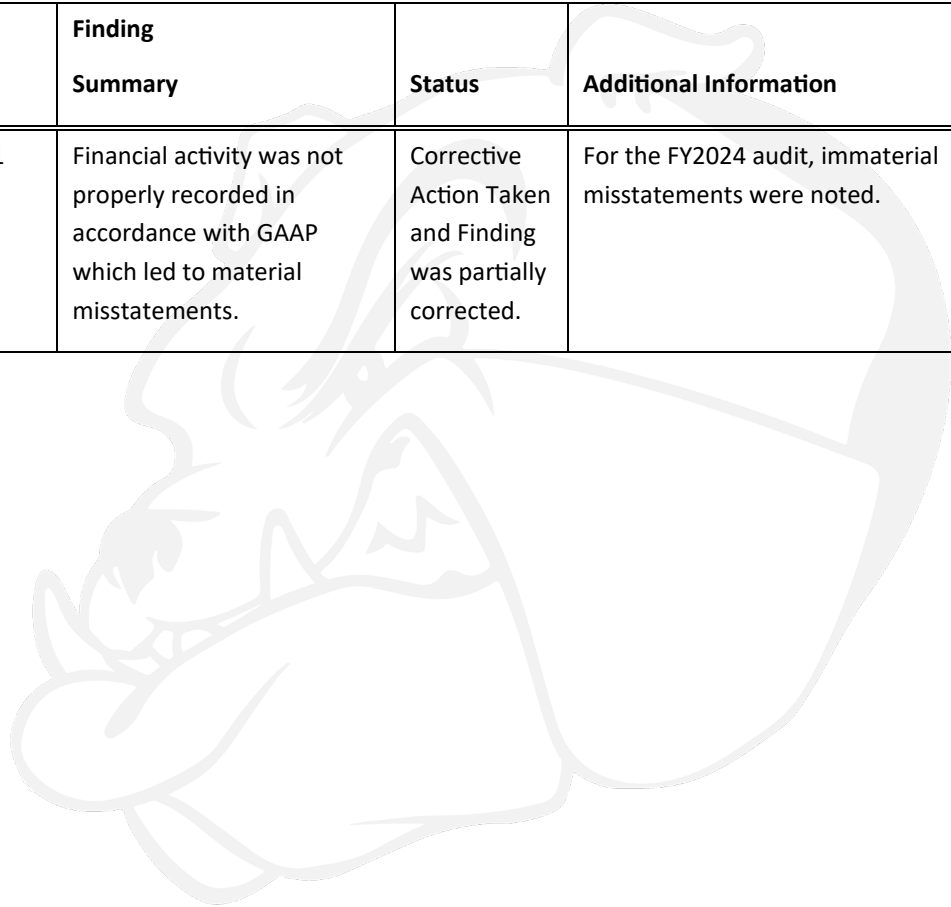 Finding
Summary
Status
Additional Information
Financial activity was not
properly recorded in
accordance with GAAP
which led to material
misstatements.
Corrective
Action Taken
and Finding
was partially
corrected.
For the FY2024 audit, immaterial
misstatements were noted.